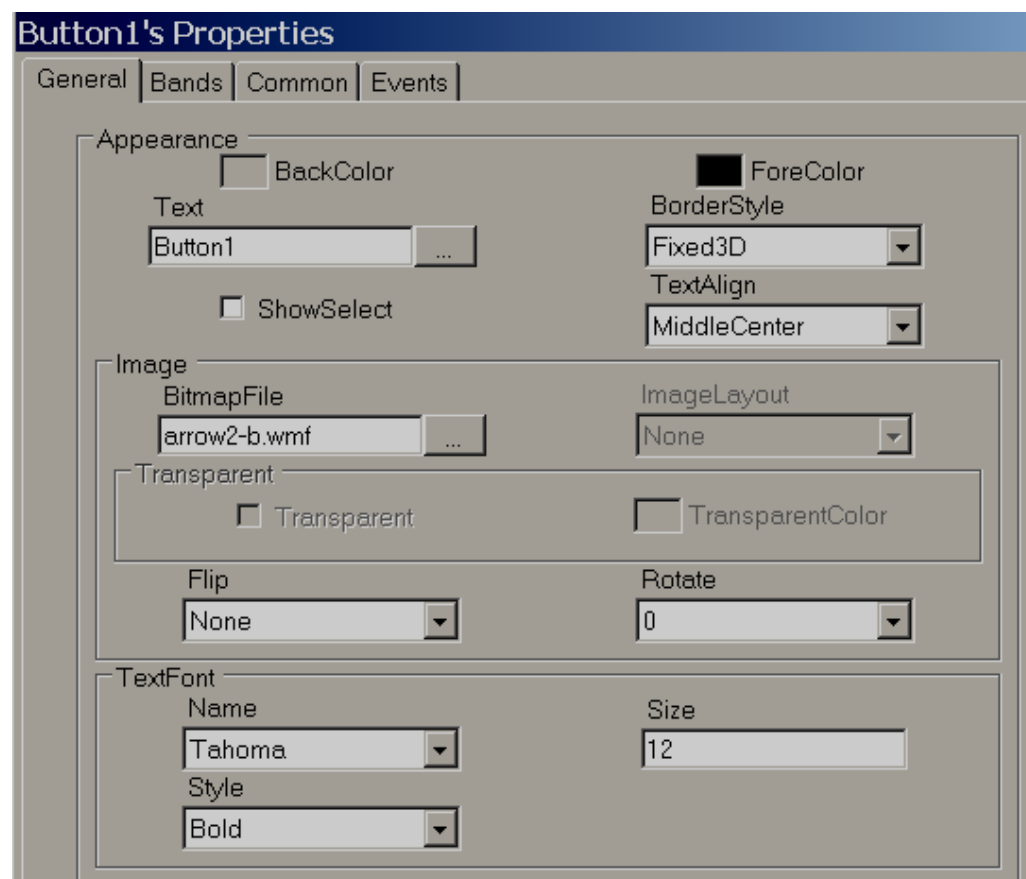 Button1's Properties
General Bands Common Events
Appearance
BackColor ForeColor
Text BorderStyle
Button1 ... Fixed3D
TextAlign
ShowSelect
MiddleCenter
Image
BitmapFile ImageLayout
arrow2-b.wmf ... None
Transparent
Transparent TransparentColor
Flip Rotate
None 0
TextFont
Name Size
Tahoma 12
Style
Bold